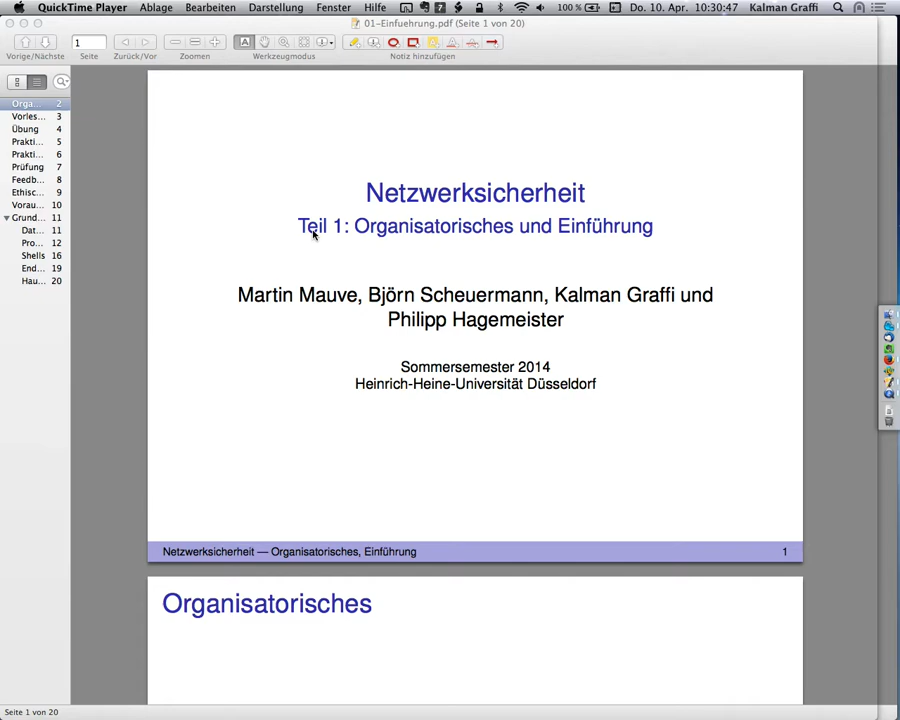 QuickTime Player Ablage Bearbeiten Darstellung Fenster Hilfe 7 100 % Do. 10. Apr. 10:30:47 Kalman Graffi
01-Einfuehrung.pdf (Seite 1 von 20)
1
Vorige/Nächste Seite Zurück/Vor Zoomen Werkzeugmodus Notiz hinzufügen
Orga... 2
Vorles... 3
Übung 4
Prakti... 5
Prakti... 6
Prüfung 7
Feedb... 8
Ethisc... 9
Vorau... 10
Grund... 11
Dat... 11
Pro... 12
Shells 16
End... 19
Hau... 20
Netzwerksicherheit
Teil 1: Organisatorisches und Einführung
Martin Mauve, Björn Scheuermann, Kalman Graffi und
Philipp Hagemeister
Sommersemester 2014
Heinrich-Heine-Universität Düsseldorf
Netzwerksicherheit — Organisatorisches, Einführung 1
Organisatorisches
Seite 1 von 20